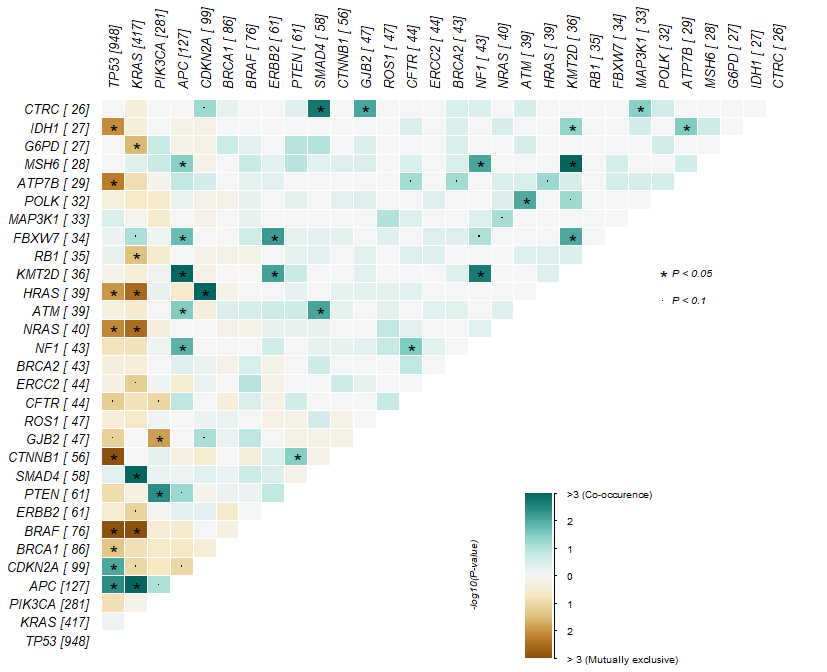 TP53 [948]
KRAS [417]
PIK3CA [281]
APC [127]
CDKN2A [ 99]
BRCA1 [ 86]
BRAF [ 76]
ERBB2 [ 61]
PTEN [ 61]
SMAD4 [ 58]
CTNNB1 [ 56]
GJB2 [ 47]
ROS1 [ 47]
CFTR [ 44]
ERCC2 [ 44]
BRCA2 [ 43]
NF1 [ 43]
NRAS [ 40]
ATM [ 39]
HRAS [ 39]
KMT2D [ 36]
RB1 [ 35]
FBXW7 [ 34]
MAP3K1 [ 33]
POLK [ 32]
ATP7B [ 29]
MSH6 [ 28]
G6PD [ 27]
IDH1 [ 27]
CTRC [ 26]
CTRC [ 26]
IDH1 [ 27]
G6PD [ 27]
MSH6 [ 28]
ATP7B [ 29]
POLK [ 32]
MAP3K1 [ 33]
FBXW7 [ 34]
RB1 [ 35]
KMT2D [ 36]
HRAS [ 39]
ATM [ 39]
NRAS [ 40]
NF1 [ 43]
BRCA2 [ 43]
ERCC2 [ 44]
CFTR [ 44]
ROS1 [ 47]
GJB2 [ 47]
CTNNB1 [ 56]
SMAD4 [ 58]
PTEN [ 61]
ERBB2 [ 61]
BRAF [ 76]
BRCA1 [ 86]
CDKN2A [ 99]
APC [127]
PIK3CA [281]
KRAS [417]
TP53 [948]
* P < 0.05
· P < 0.1
-log10(P-value)
>3 (Co-occurence)
2
1
0
1
2
> 3 (Mutually exclusive)